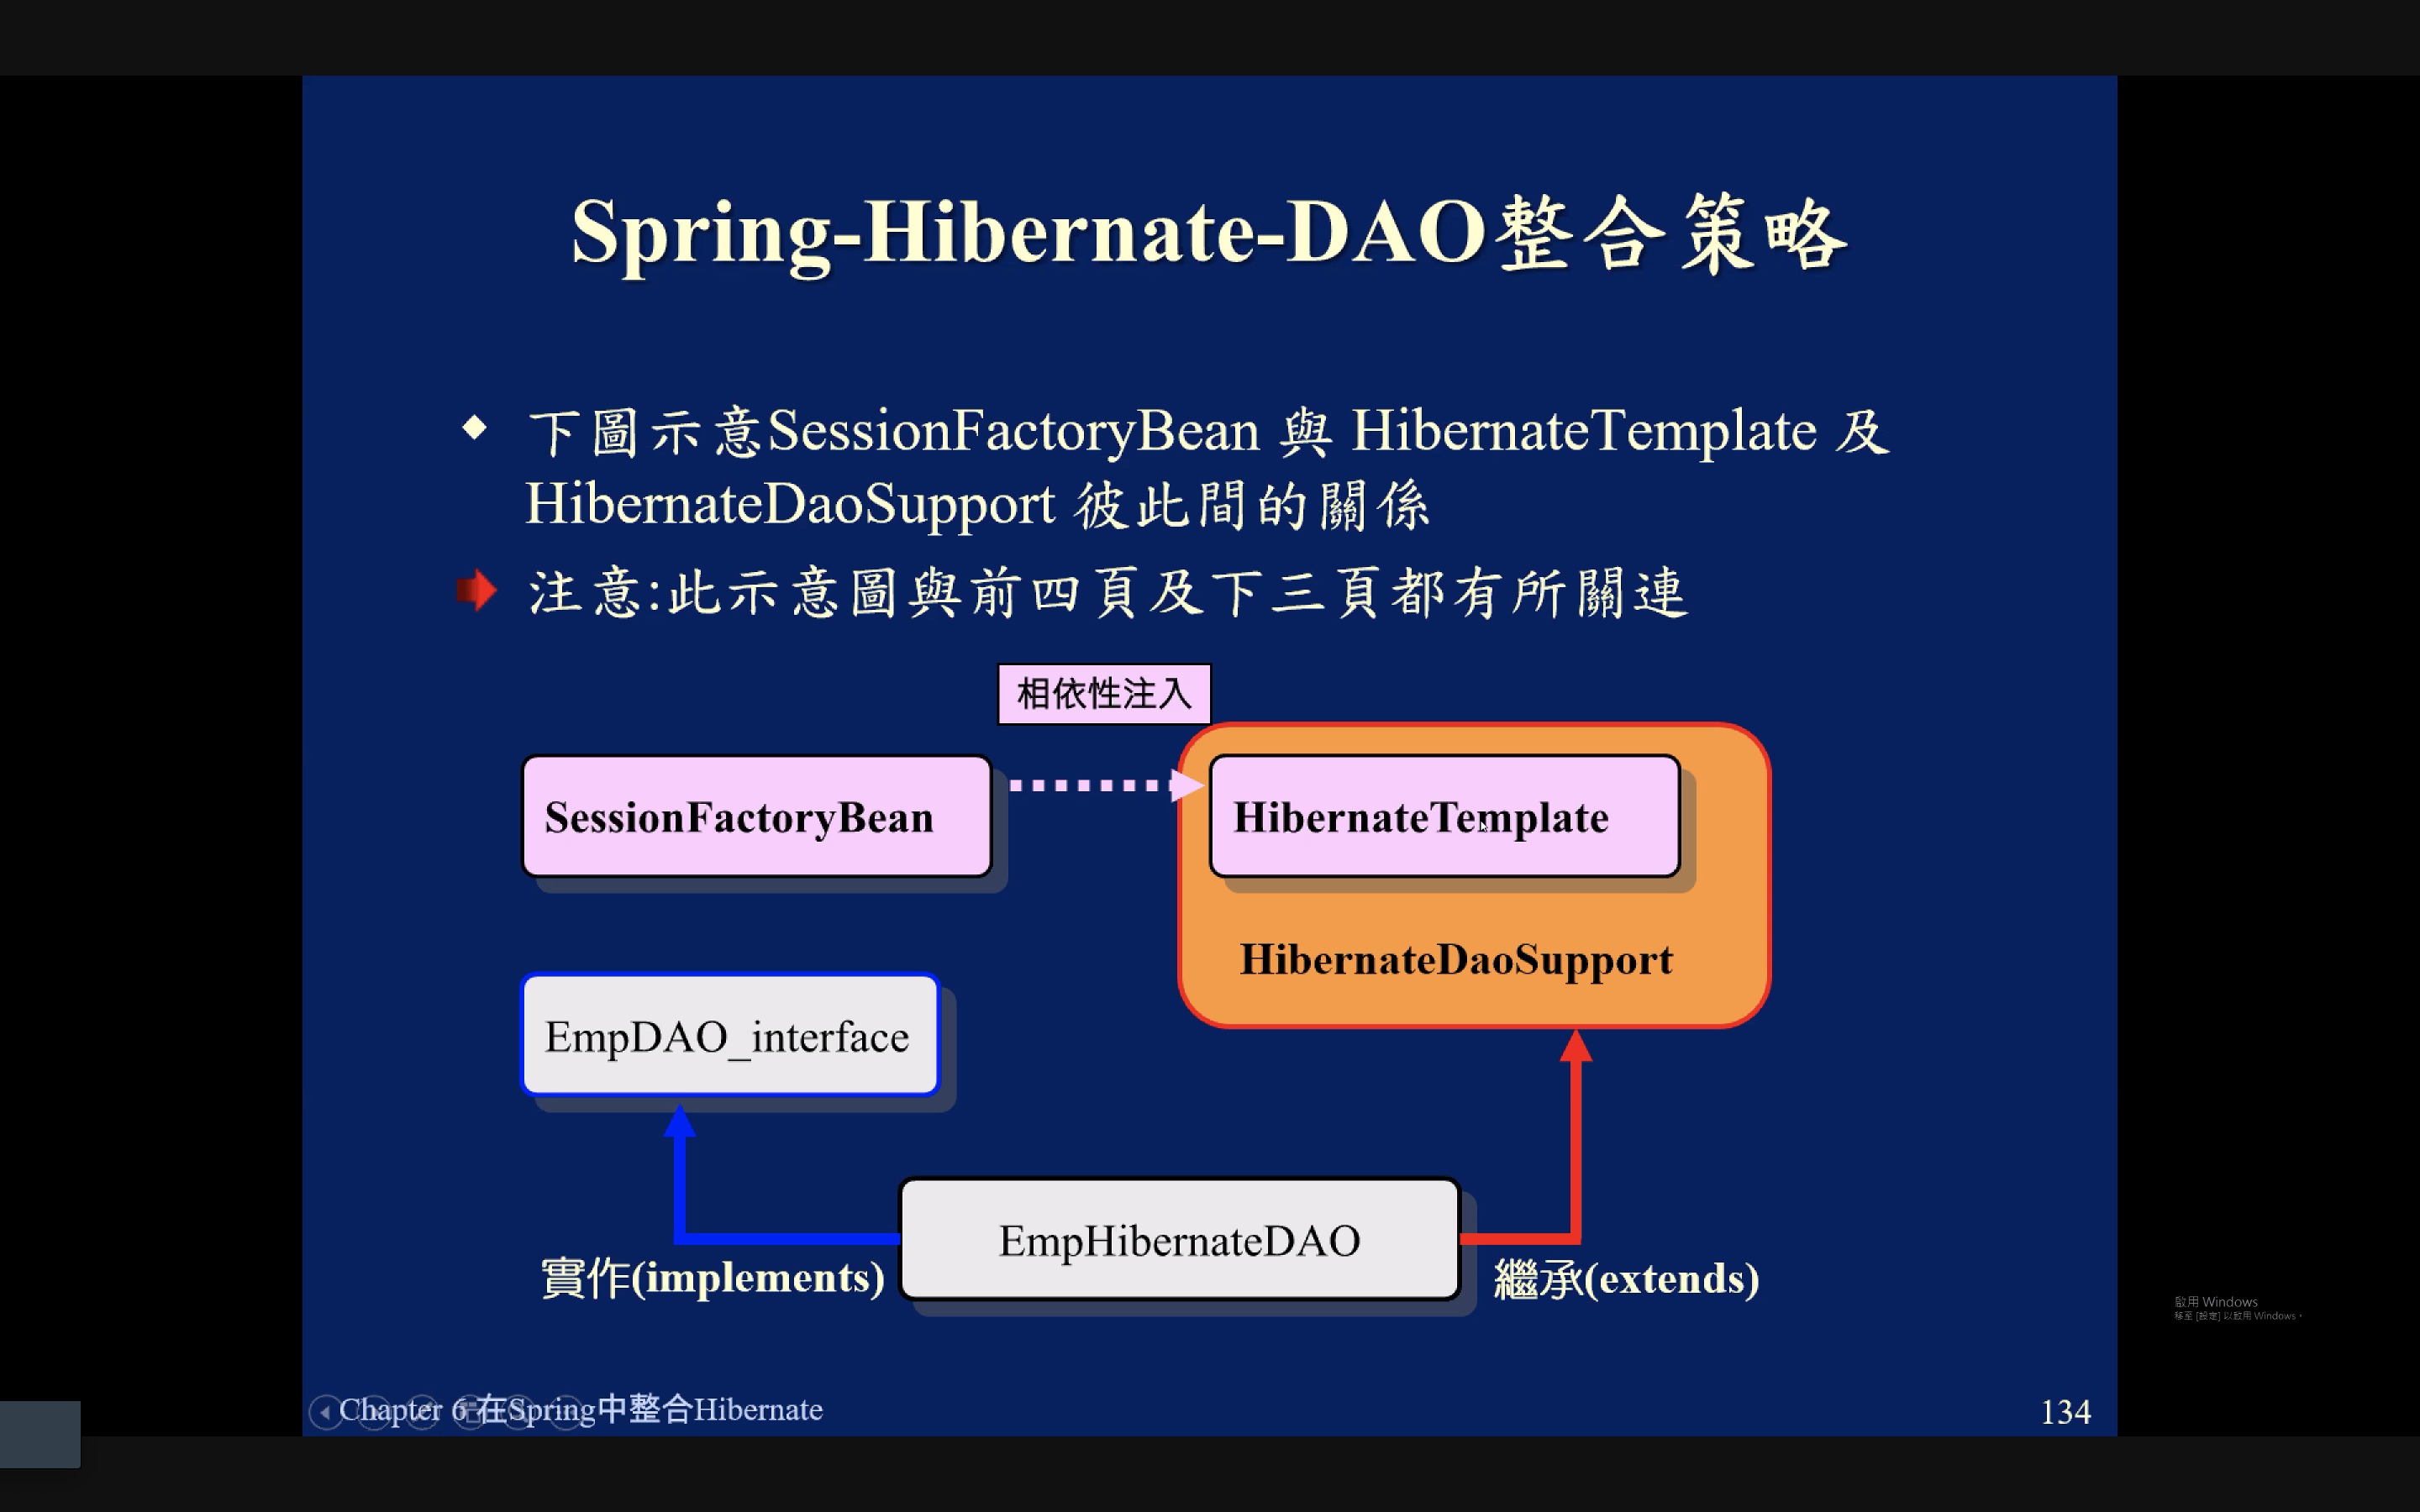 Spring-Hibernate-DAO整合策略
下圖示意SessionFactoryBean 與 HibernateTemplate 及
HibernateDaoSupport 彼此間的關係
注意:此示意圖與前四頁及下三頁都有所關連
相依性注入
SessionFactoryBean
HibernateTemplate
HibernateDaoSupport
EmpDAO_interface
EmpHibernateDAO
實作(implements)
繼承(extends)
啟用 Windows
移至 [設定] 以啟用 Windows。
Chapter 6 在Spring中整合Hibernate
134